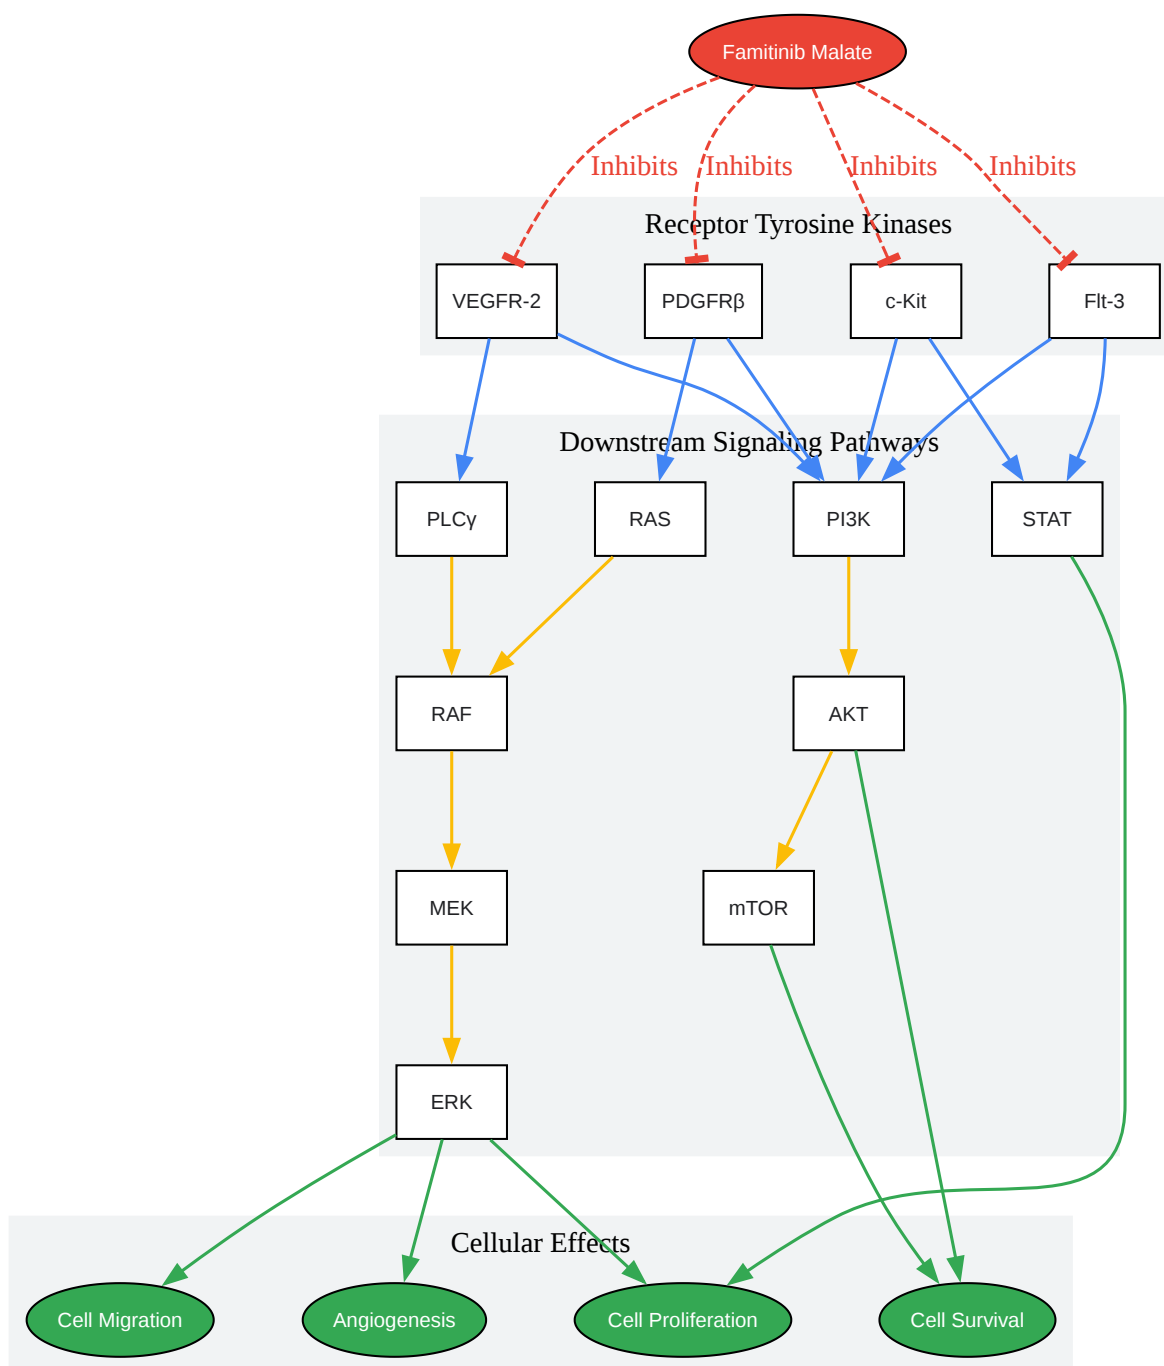 Famitinib Malate
Inhibits
Inhibits
Inhibits
Inhibits
Receptor Tyrosine Kinases
VEGFR-2
PDGFRβ
c-Kit
Flt-3
Downstream Signaling Pathways
PLCγ
RAS
PI3K
STAT
RAF
AKT
MEK
mTOR
ERK
Cellular Effects
Cell Migration
Angiogenesis
Cell Proliferation
Cell Survival